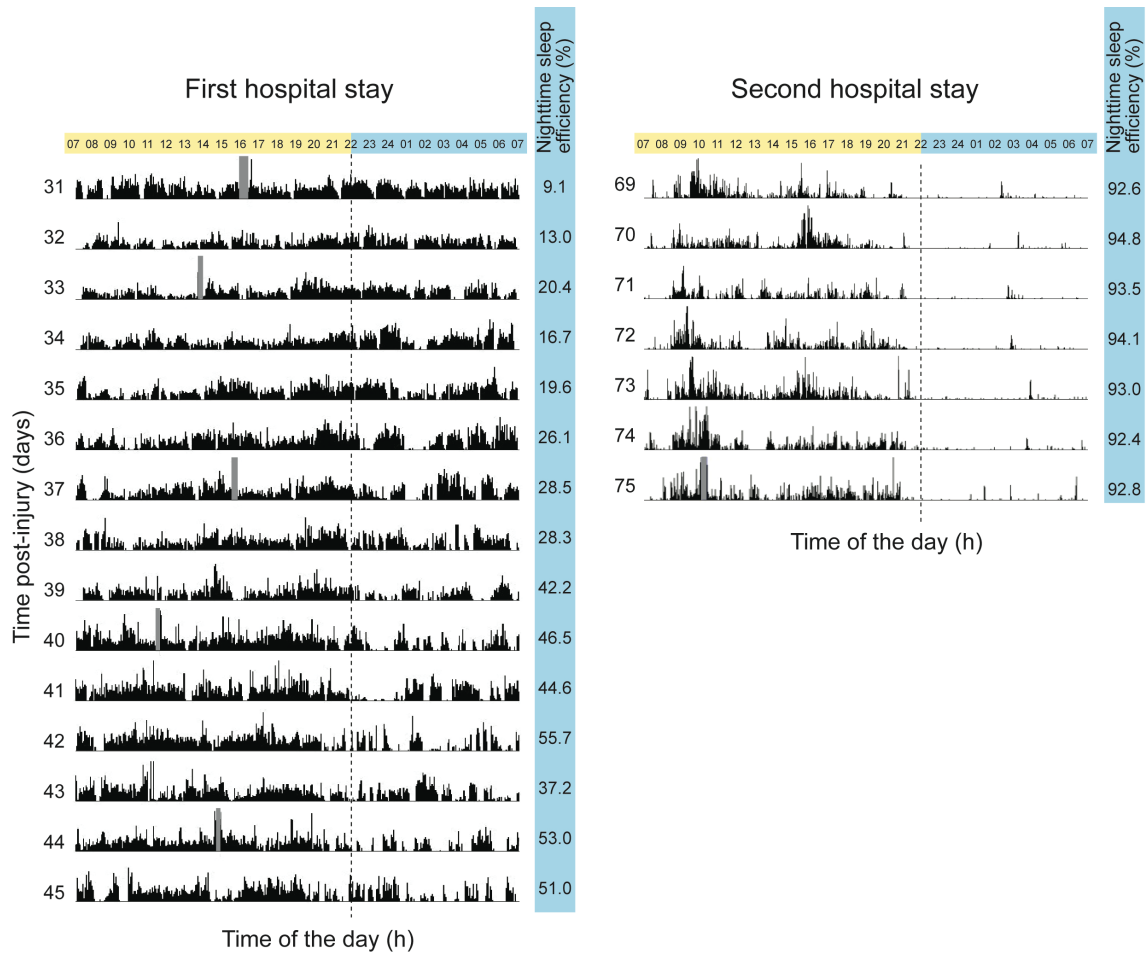 First hospital stay
Nighttime sleep
efficiency (%)
07 08 09 10 11 12 13 14 15 16 17 18 19 20 21 22 23 24 01 02 03 04 05 06 07
31 9.1
32 13.0
33 20.4
34 16.7
35 19.6
36 26.1
37 28.5
38 28.3
39 42.2
40 46.5
41 44.6
42 55.7
43 37.2
44 53.0
45 51.0
Time post-injury (days)
Time of the day (h)
Second hospital stay
Nighttime sleep
efficiency (%)
07 08 09 10 11 12 13 14 15 16 17 18 19 20 21 22 23 24 01 02 03 04 05 06 07
69 92.6
70 94.8
71 93.5
72 94.1
73 93.0
74 92.4
75 92.8
Time of the day (h)